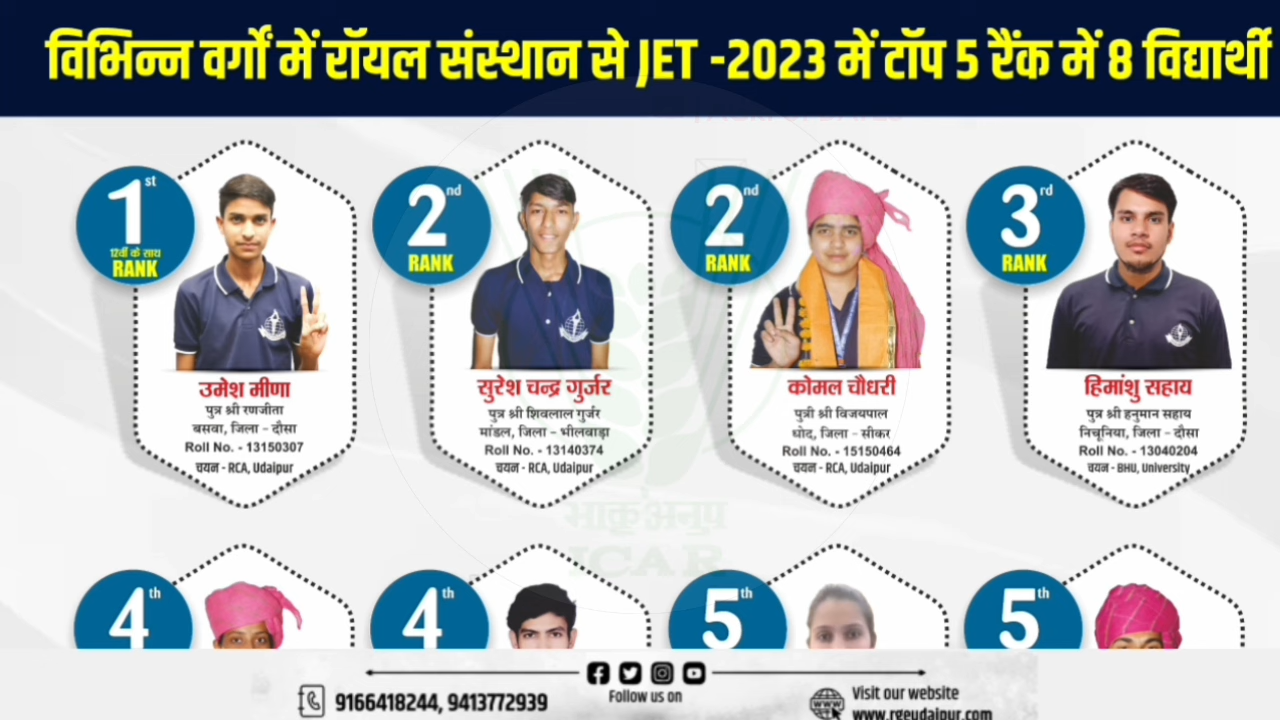 विभिन्न वर्गों में रॉयल संस्थान से JET -2023 में टॉप 5 रैंक में 8 विद्यार्थी
1st
12वीं के साथ
RANK
उमेश मीणा
पुत्र श्री रणजीता
बसवा, जिला - दौसा
Roll No. - 13150307
चयन - RCA, Udaipur
2nd
RANK
सुरेश चन्द्र गुर्जर
पुत्र श्री शिवलाल गुर्जर
मांडल, जिला - भीलवाड़ा
Roll No. - 13140374
चयन - RCA, Udaipur
2nd
RANK
कोमल चौधरी
पुत्री श्री विजयपाल
धोद, जिला - सीकर
Roll No. - 15150464
चयन - RCA, Udaipur
3rd
RANK
हिमांशु सहाय
पुत्र श्री हनुमान सहाय
निचूनिया, जिला - दौसा
Roll No. - 13040204
चयन - BHU, University
भाकृअनुप
ICAR
4th
4th
5th
5th
9166418244, 9413772939
Follow us on
Visit our website
www.rgeudaipur.com